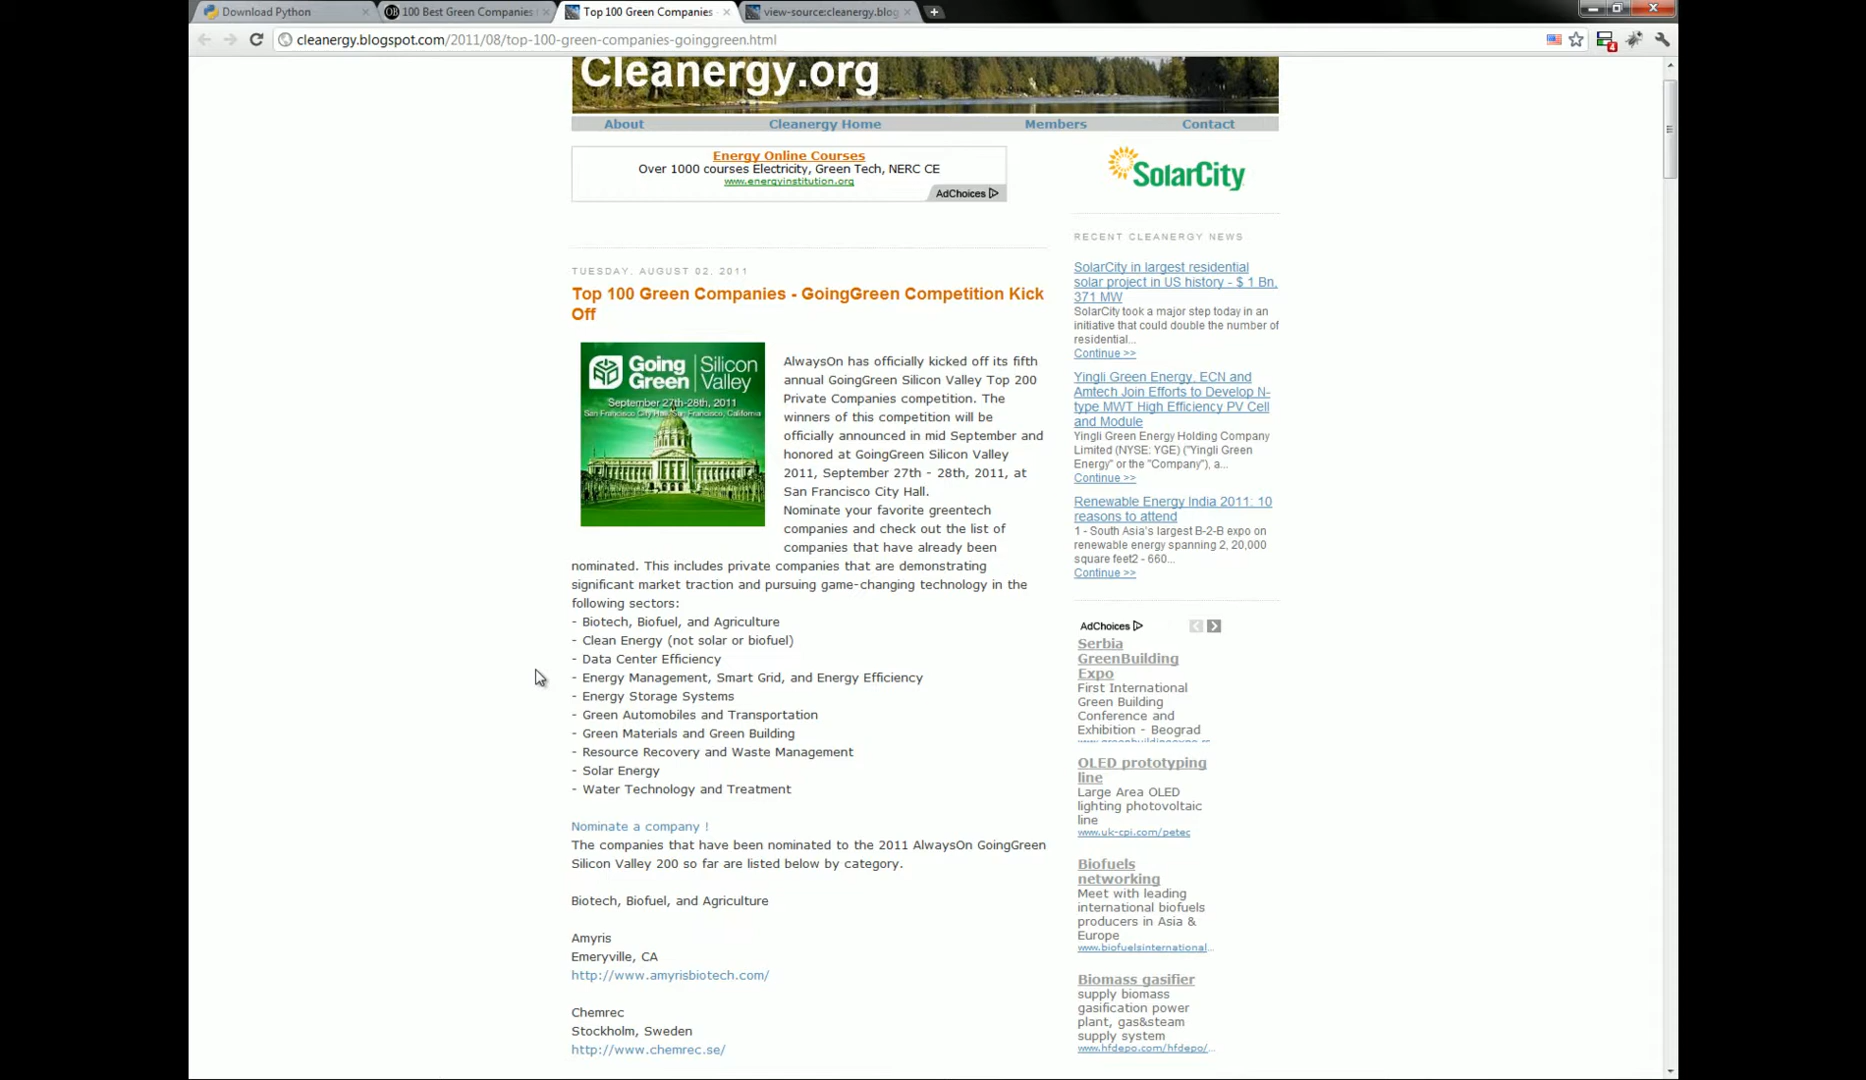 Download Python
100 Best Green Companies
Top 100 Green Companies -
view-source:cleanergy.blog
cleanergy.blogspot.com/2011/08/top-100-green-companies-goinggreen.html
4
Cleanergy.org
About
Cleanergy Home
Members
Contact
Energy Online Courses
Over 1000 courses Electricity, Green Tech, NERC CE
www.energyinstitution.org
AdChoices
SolarCity
TUESDAY, AUGUST 02, 2011
Top 100 Green Companies - GoingGreen Competition Kick
Off
Going
Green
Silicon
Valley
September 27th-28th, 2011
San Francisco City Hall, San Francisco, California
AlwaysOn has officially kicked off its fifth
annual GoingGreen Silicon Valley Top 200
Private Companies competition. The
winners of this competition will be
officially announced in mid September and
honored at GoingGreen Silicon Valley
2011, September 27th - 28th, 2011, at
San Francisco City Hall.
Nominate your favorite greentech
companies and check out the list of
companies that have already been
nominated. This includes private companies that are demonstrating
significant market traction and pursuing game-changing technology in the
following sectors:
- Biotech, Biofuel, and Agriculture
- Clean Energy (not solar or biofuel)
- Data Center Efficiency
- Energy Management, Smart Grid, and Energy Efficiency
- Energy Storage Systems
- Green Automobiles and Transportation
- Green Materials and Green Building
- Resource Recovery and Waste Management
- Solar Energy
- Water Technology and Treatment
Nominate a company !
The companies that have been nominated to the 2011 AlwaysOn GoingGreen
Silicon Valley 200 so far are listed below by category.
Biotech, Biofuel, and Agriculture
Amyris
Emeryville, CA
http://www.amyrisbiotech.com/
Chemrec
Stockholm, Sweden
http://www.chemrec.se/
RECENT CLEANERGY NEWS
SolarCity in largest residential
solar project in US history - $ 1 Bn,
371 MW
SolarCity took a major step today in an
initiative that could double the number of
residential...
Continue >>
Yingli Green Energy, ECN and
Amtech Join Efforts to Develop N-
type MWT High Efficiency PV Cell
and Module
Yingli Green Energy Holding Company
Limited (NYSE: YGE) ("Yingli Green
Energy" or the "Company"), a...
Continue >>
Renewable Energy India 2011: 10
reasons to attend
1 - South Asia's largest B-2-B expo on
renewable energy spanning 2, 20,000
square feet2 - 660...
Continue >>
AdChoices
Serbia
GreenBuilding
Expo
First International
Green Building
Conference and
Exhibition - Beograd
www.greenbuildingexpo.rs
OLED prototyping
line
Large Area OLED
lighting photovoltaic
line
www.uk-cpi.com/petec
Biofuels
networking
Meet with leading
international biofuels
producers in Asia &
Europe
www.biofuelsinternational...
Biomass gasifier
supply biomass
gasification power
plant, gas&steam
supply system
www.hfdepo.com/hfdepo/...